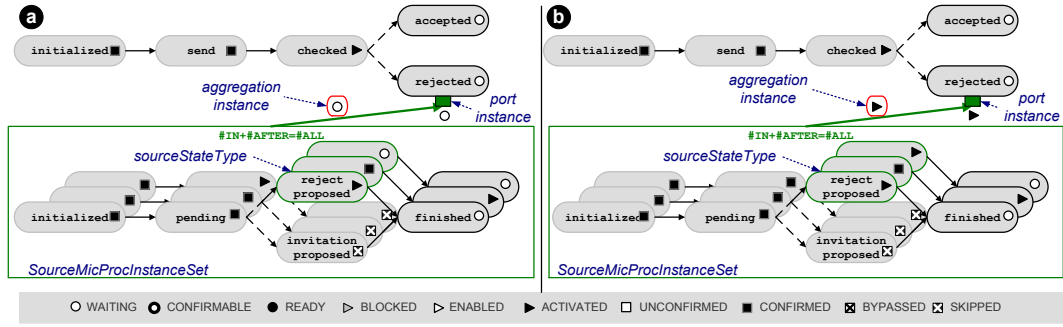 a
accepted
initialized
send
checked
rejected
aggregation
instance
port
instance
#IN+#AFTER=#ALL
sourceStateType
reject
proposed
initialized
pending
finished
invitation
proposed
SourceMicProcInstanceSet
b
accepted
initialized
send
checked
rejected
aggregation
instance
port
instance
#IN+#AFTER=#ALL
sourceStateType
reject
proposed
initialized
pending
finished
invitation
proposed
SourceMicProcInstanceSet
WAITING CONFIRMABLE READY BLOCKED ENABLED ACTIVATED UNCONFIRMED CONFIRMED BYPASSED SKIPPED